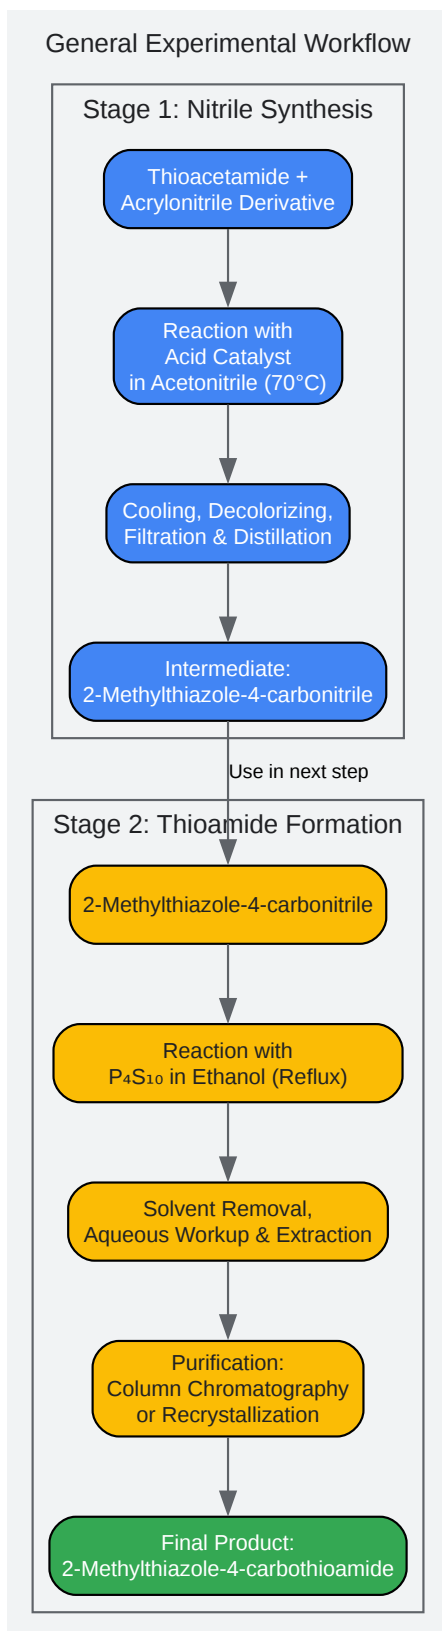 General Experimental Workflow
Stage 1: Nitrile Synthesis
Thioacetamide +
Acrylonitrile Derivative
Reaction with
Acid Catalyst
in Acetonitrile (70°C)
Cooling, Decolorizing,
Filtration & Distillation
Intermediate:
2-Methylthiazole-4-carbonitrile
Use in next step
Stage 2: Thioamide Formation
2-Methylthiazole-4-carbonitrile
Reaction with
P₄S₁₀ in Ethanol (Reflux)
Solvent Removal,
Aqueous Workup & Extraction
Purification:
Column Chromatography
or Recrystallization
Final Product:
2-Methylthiazole-4-carbothioamide